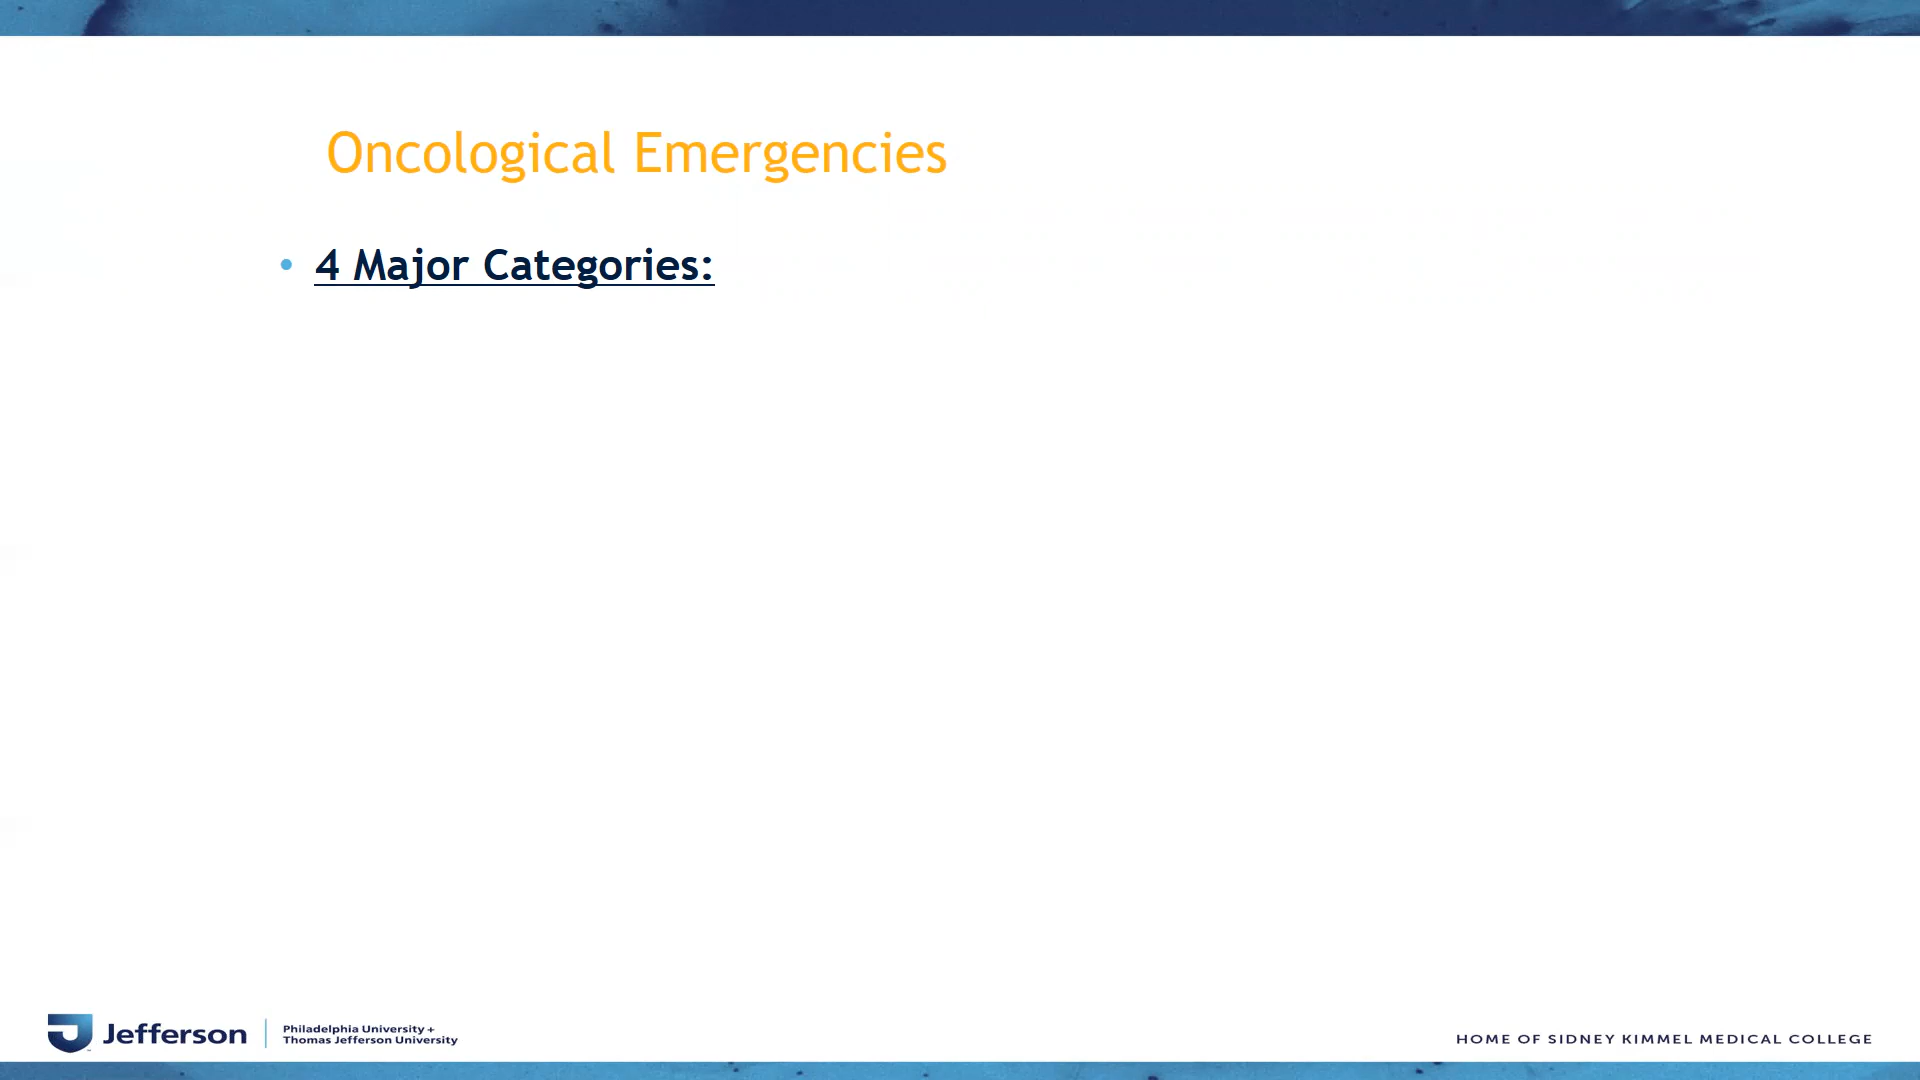 Oncological Emergencies
• 4 Major Categories:
Jefferson
Philadelphia University +
Thomas Jefferson University
HOME OF SIDNEY KIMMEL MEDICAL COLLEGE